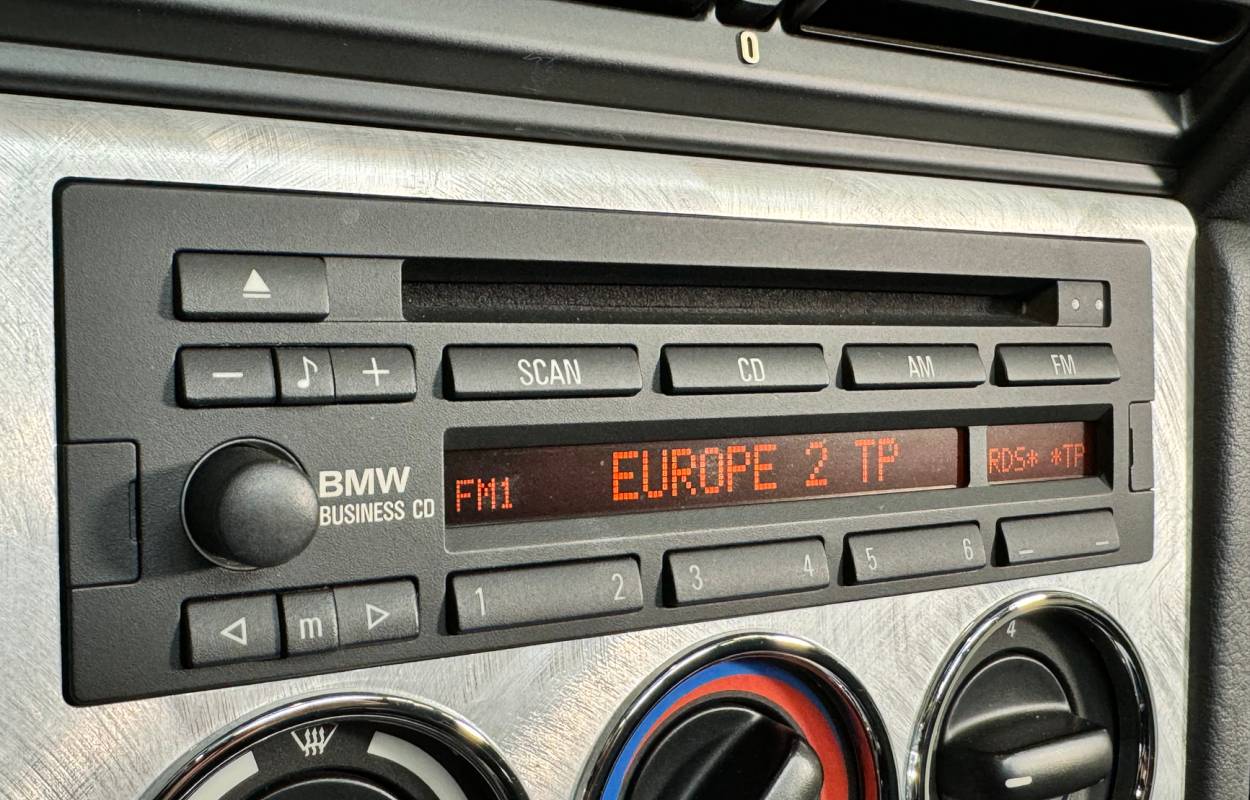 0
SCAN CD AM FM
BMW
BUSINESS CD
FM1 EUROPE 2 TP RDS* *TP
m
1 2 3 4 5 6
4